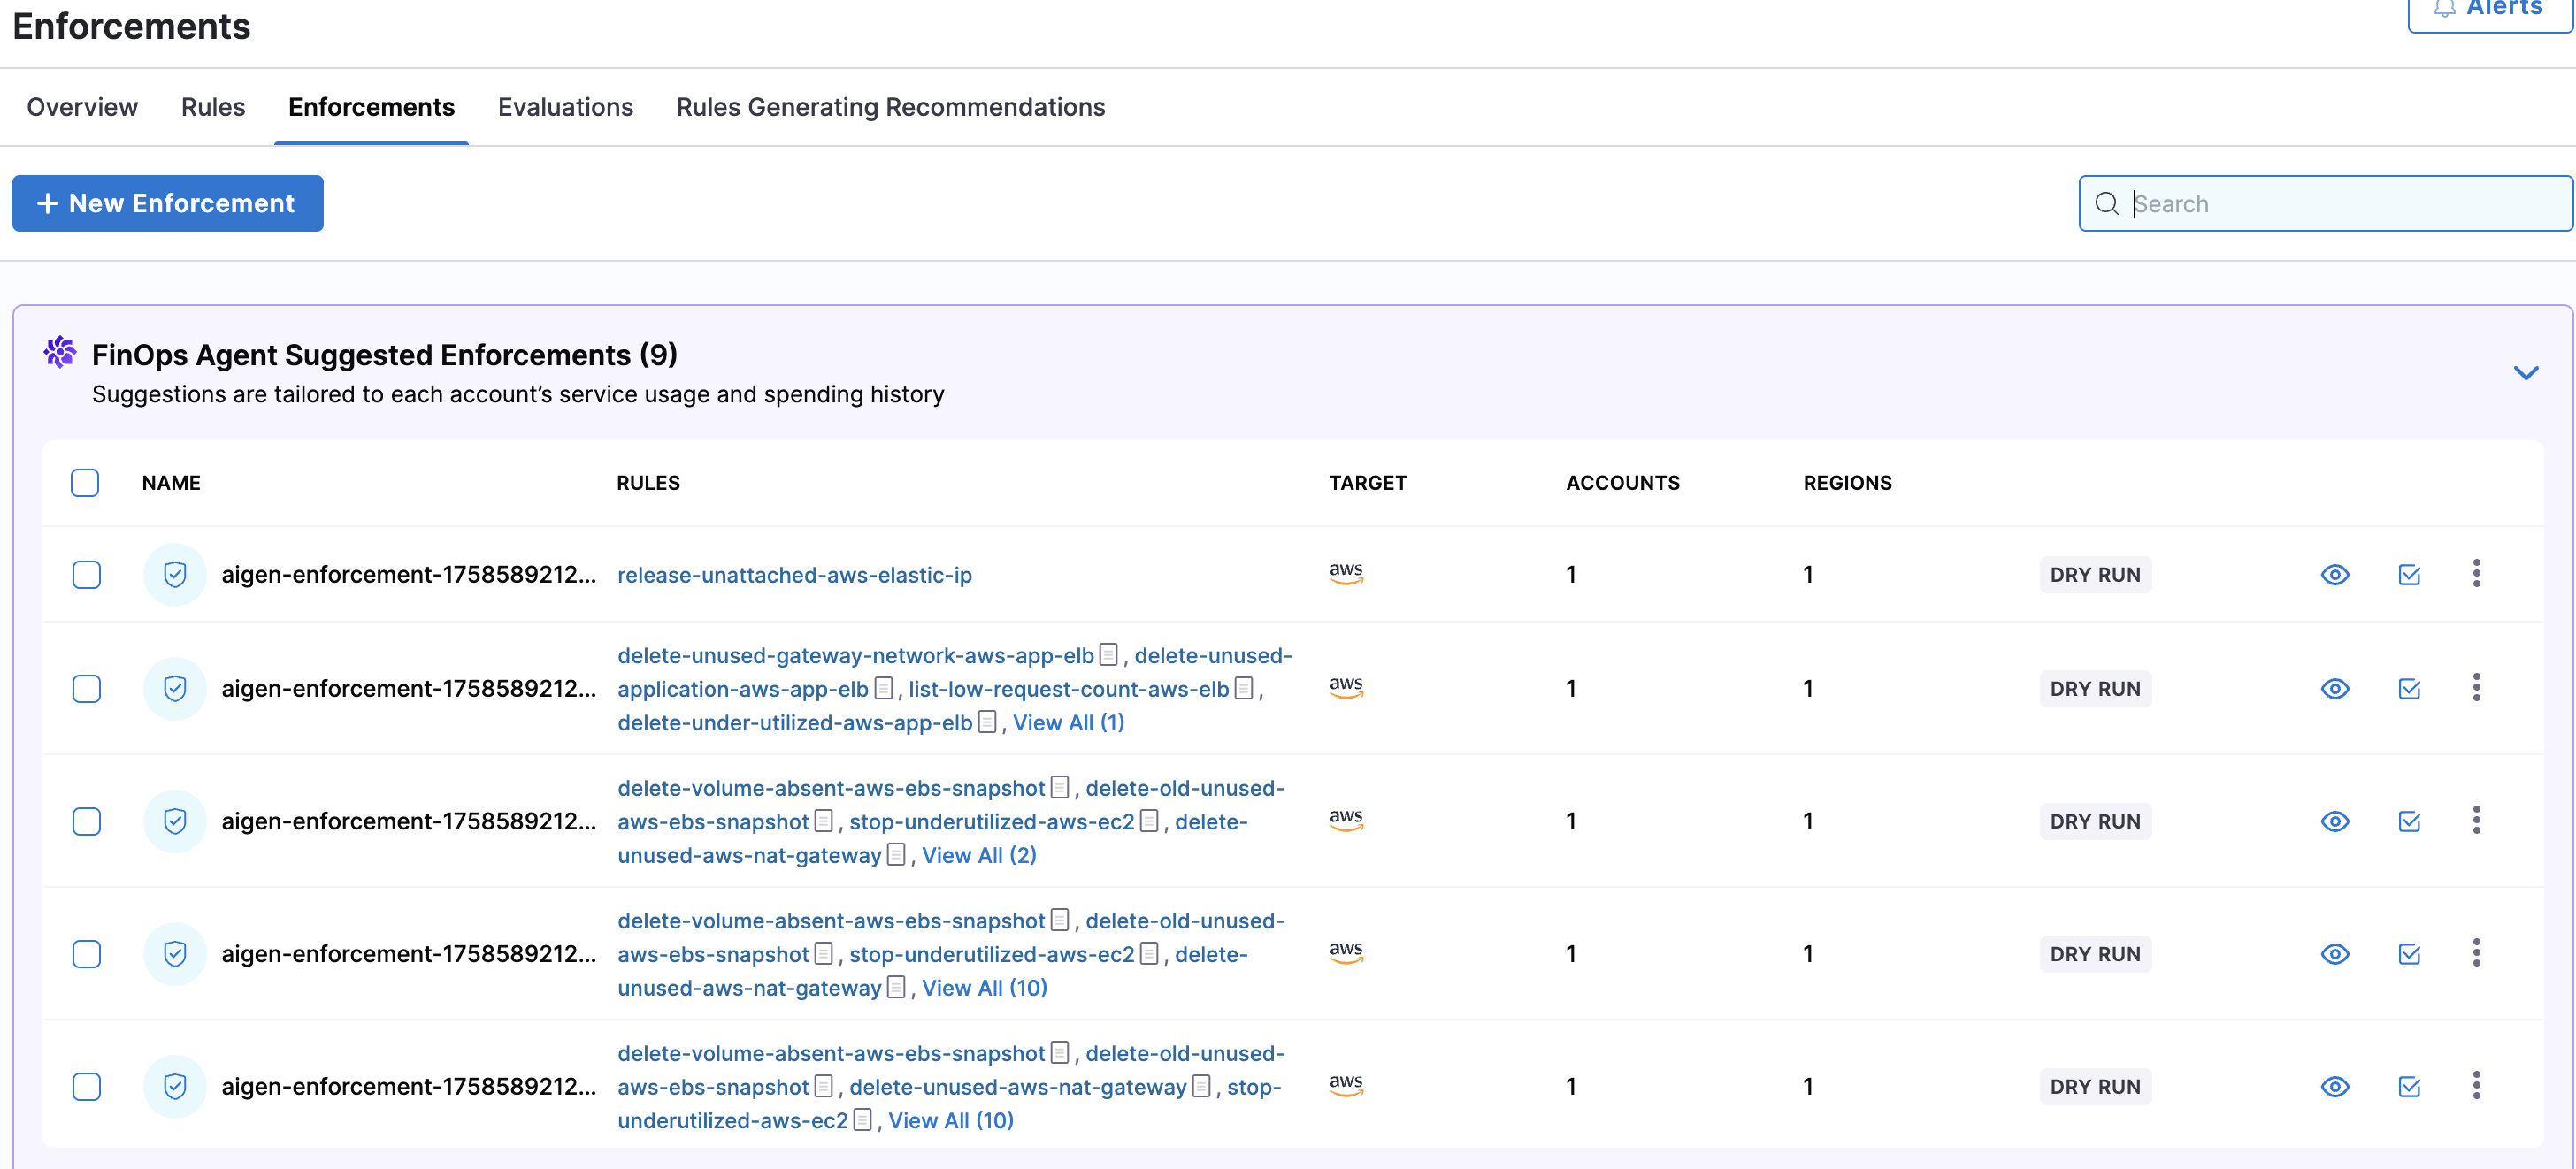 Enforcements
Alerts
Overview
Rules
Enforcements
Evaluations
Rules Generating Recommendations
+ New Enforcement
Search
FinOps Agent Suggested Enforcements (9)
Suggestions are tailored to each account’s service usage and spending history
NAME
RULES
TARGET
ACCOUNTS
REGIONS
aigen-enforcement-1758589212...
release-unattached-aws-elastic-ip
aws
1
1
DRY RUN
aigen-enforcement-1758589212...
delete-unused-gateway-network-aws-app-elb , delete-unused-
application-aws-app-elb , list-low-request-count-aws-elb ,
delete-under-utilized-aws-app-elb , View All (1)
aws
1
1
DRY RUN
aigen-enforcement-1758589212...
delete-volume-absent-aws-ebs-snapshot , delete-old-unused-
aws-ebs-snapshot , stop-underutilized-aws-ec2 , delete-
unused-aws-nat-gateway , View All (2)
aws
1
1
DRY RUN
aigen-enforcement-1758589212...
delete-volume-absent-aws-ebs-snapshot , delete-old-unused-
aws-ebs-snapshot , stop-underutilized-aws-ec2 , delete-
unused-aws-nat-gateway , View All (10)
aws
1
1
DRY RUN
aigen-enforcement-1758589212...
delete-volume-absent-aws-ebs-snapshot , delete-old-unused-
aws-ebs-snapshot , delete-unused-aws-nat-gateway , stop-
underutilized-aws-ec2 , View All (10)
aws
1
1
DRY RUN